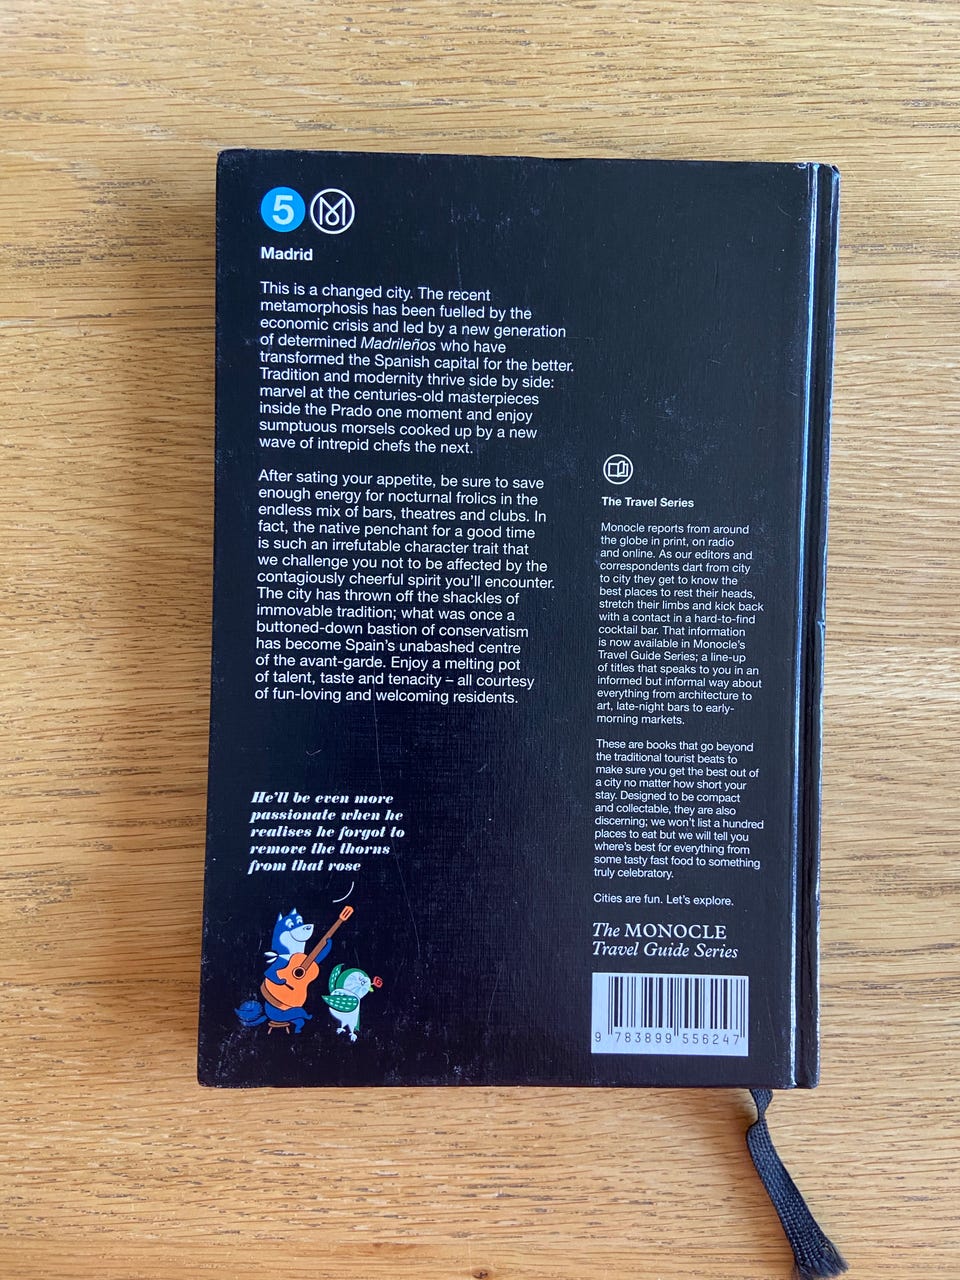 5
Madrid
This is a changed city. The recent
metamorphosis has been fuelled by the
economic crisis and led by a new generation
of determined Madrileños who have
transformed the Spanish capital for the better.
Tradition and modernity thrive side by side:
marvel at the centuries-old masterpieces
inside the Prado one moment and enjoy
sumptuous morsels cooked up by a new
wave of intrepid chefs the next.
After sating your appetite, be sure to save
enough energy for nocturnal frolics in the
endless mix of bars, theatres and clubs. In
fact, the native penchant for a good time
is such an irrefutable character trait that
we challenge you not to be affected by the
contagiously cheerful spirit you'll encounter.
The city has thrown off the shackles of
immovable tradition; what was once a
buttoned-down bastion of conservatism
has become Spain's unabashed centre
of the avant-garde. Enjoy a melting pot
of talent, taste and tenacity – all courtesy
of fun-loving and welcoming residents.
He'll be even more
passionate when he
realises he forgot to
remove the thorns
from that rose
The Travel Series
Monocle reports from around
the globe in print, on radio
and online. As our editors and
correspondents dart from city
to city they get to know the
best places to rest their heads,
stretch their limbs and kick back
with a contact in a hard-to-find
cocktail bar. That information
is now available in Monocle's
Travel Guide Series; a line-up
of titles that speaks to you in an
informed but informal way about
everything from architecture to
art, late-night bars to early-
morning markets.
These are books that go beyond
the traditional tourist beats to
make sure you get the best out of
a city no matter how short your
stay. Designed to be compact
and collectable, they are also
discerning; we won't list a hundred
places to eat but we will tell you
where's best for everything from
some tasty fast food to something
truly celebratory.
Cities are fun. Let's explore.
The MONOCLE
Travel Guide Series
9 783899 556247